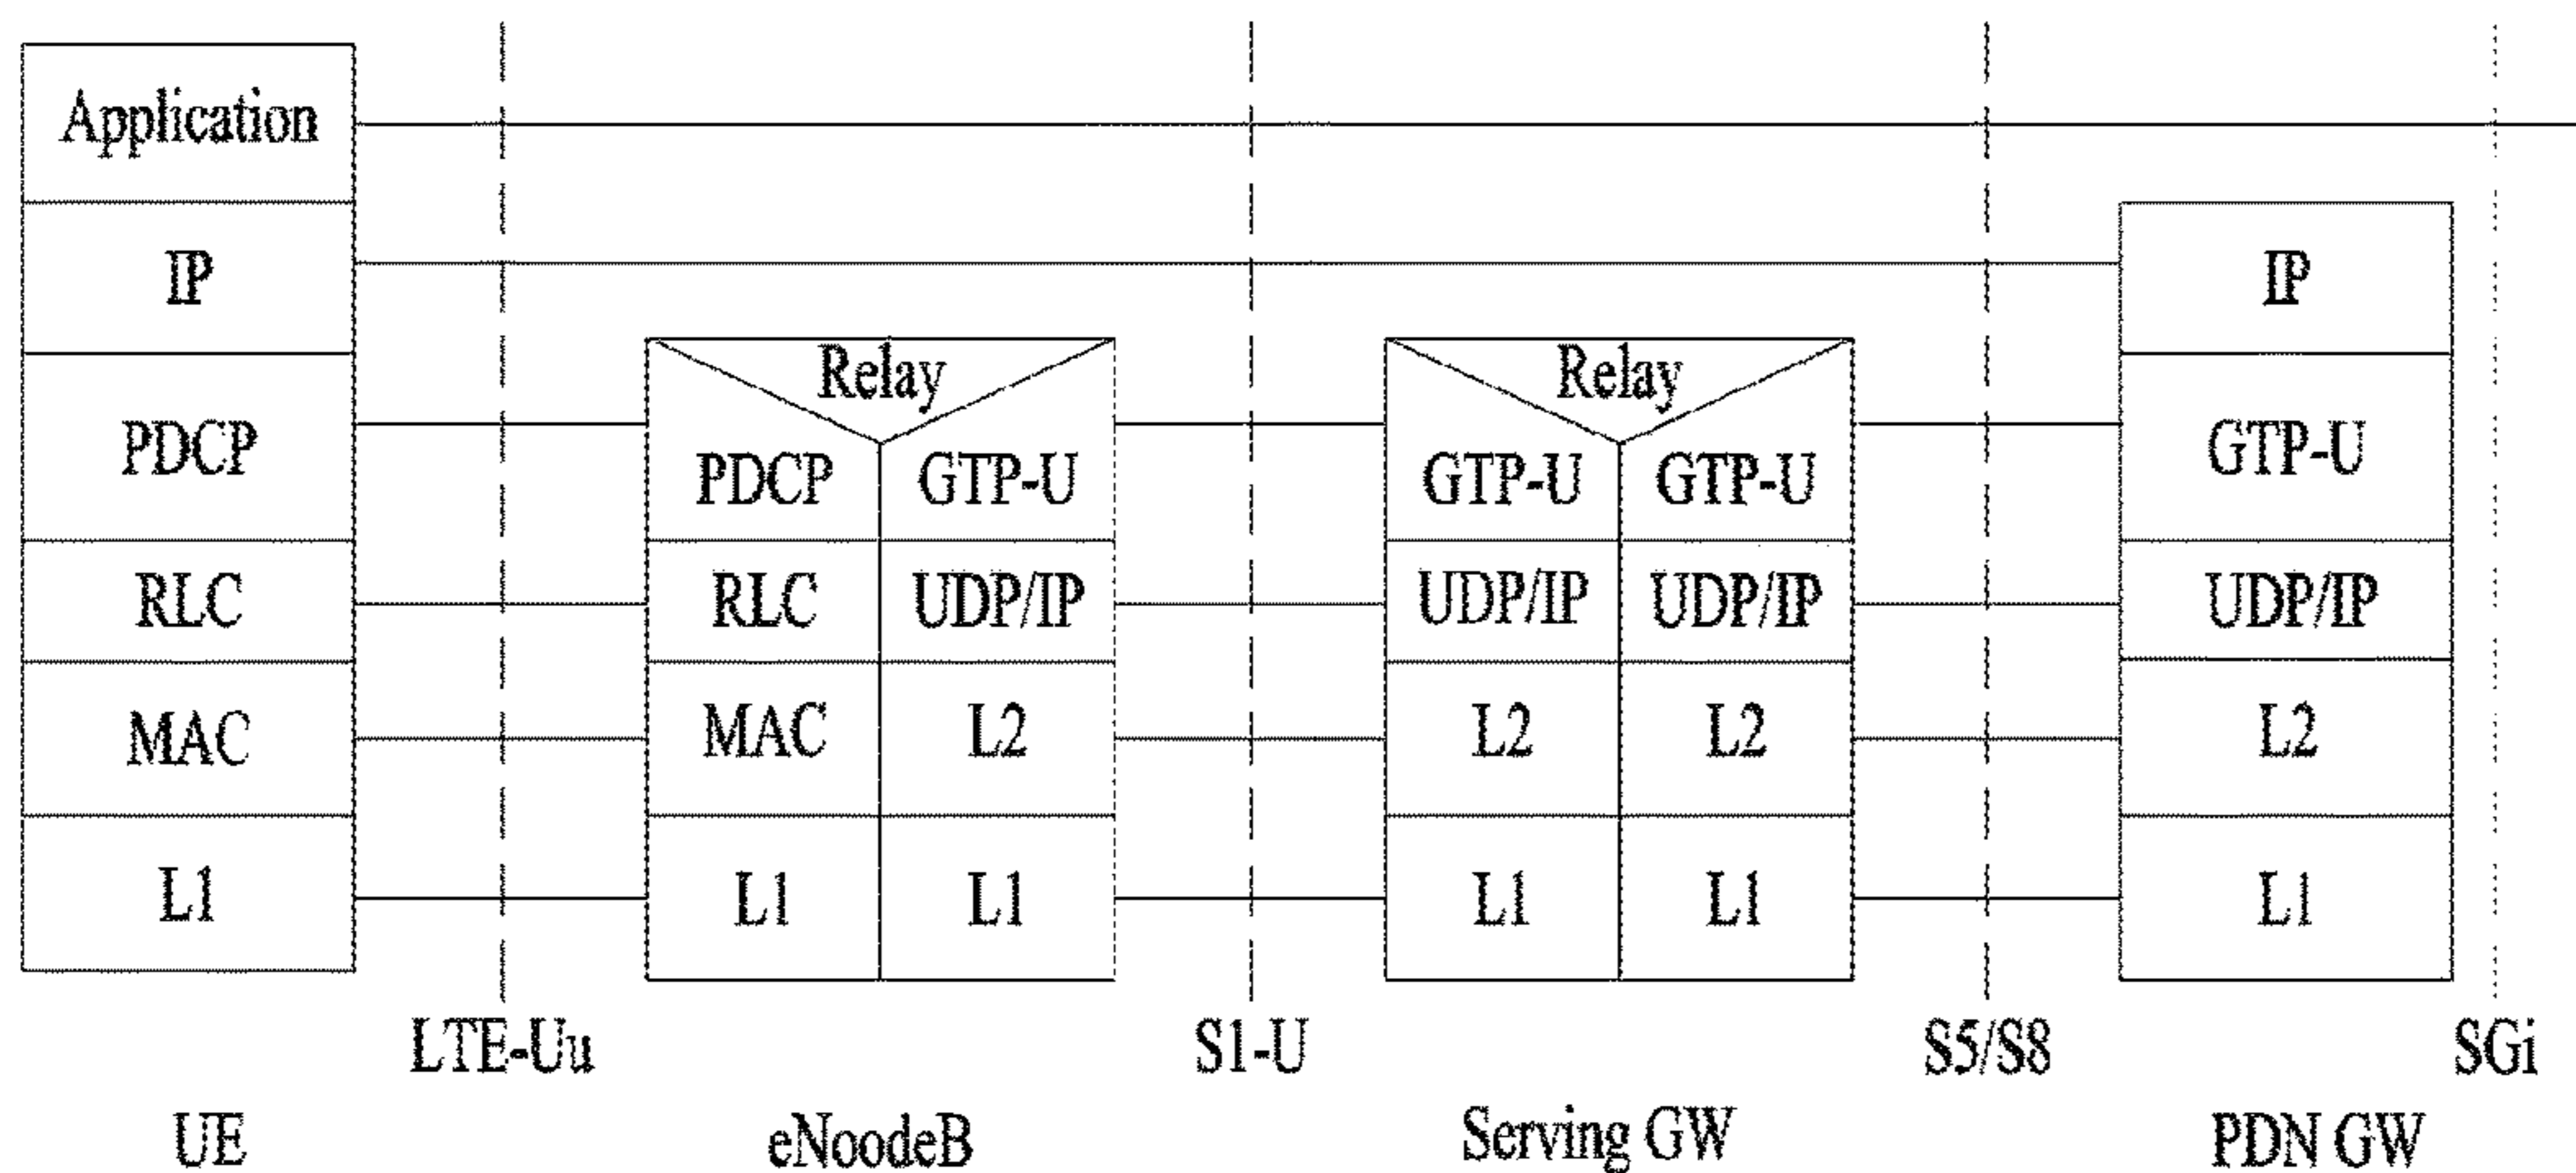 Application
IP
IP
Relay
Relay
PDCP
PDCP
GTP-U
GTP-U
GTP-U
GTP-U
RLC
RLC
UDP/IP
UDP/IP
UDP/IP
UDP/IP
MAC
MAC
L2
L2
L2
L2
L1
L1
L1
L1
L1
L1
LTE-Uu
S1-U
S5/S8
SGi
UE
eNoodeB
Serving GW
PDN GW